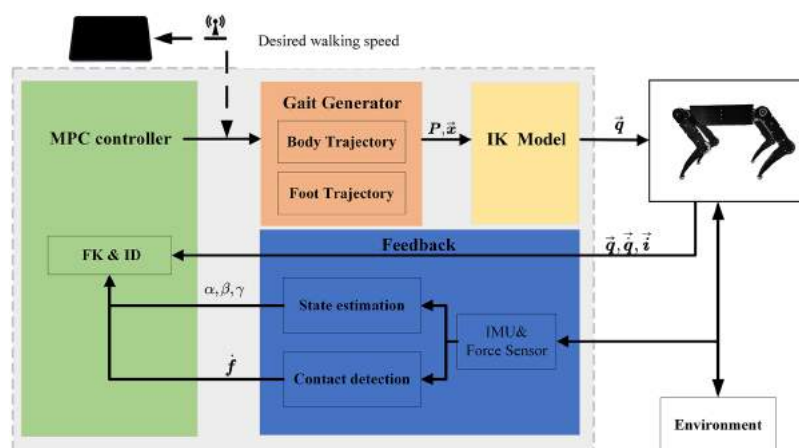 Desired walking speed
MPC controller
Gait Generator
Body Trajectory
Foot Trajectory
P, x⃗
IK Model
q⃗
Feedback
q⃗, q̇⃗, i⃗
FK & ID
α, β, γ
State estimation
IMU&
Force Sensor
ḟ
Contact detection
Environment